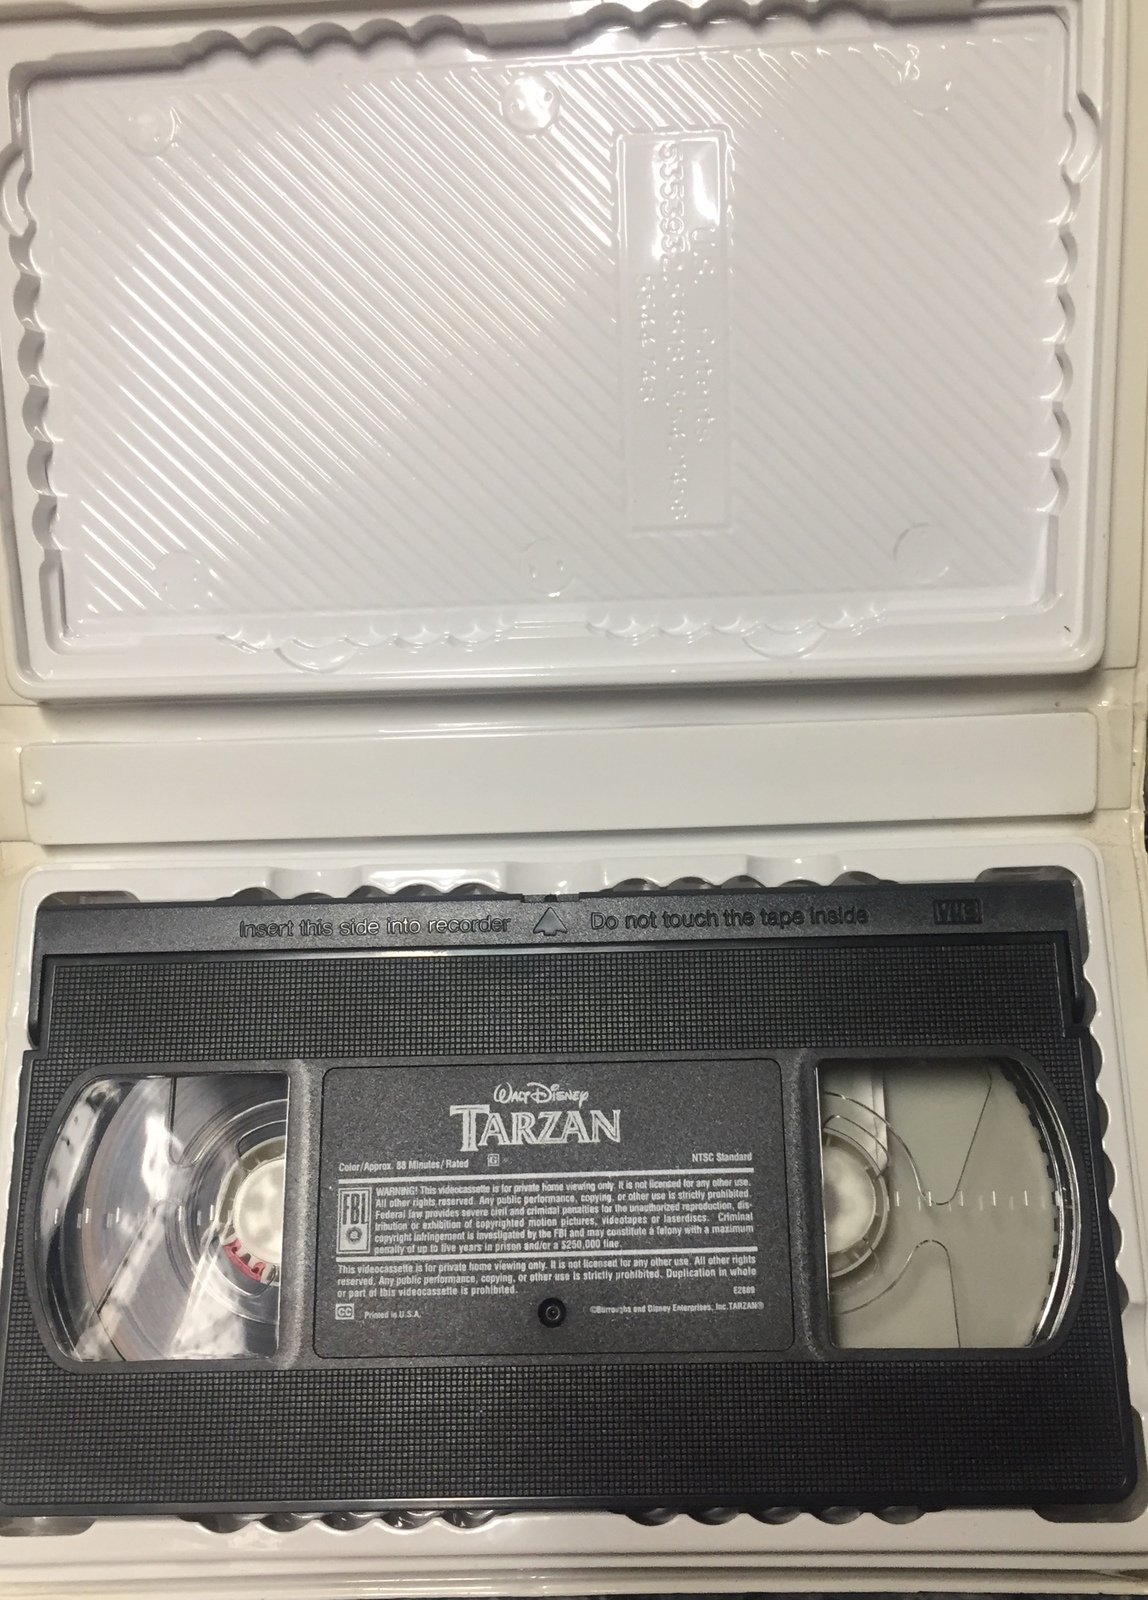 U.S. Patents
Insert this side into recorder
Do not touch the tape inside
VHS
WALT DISNEY
TARZAN
Color/Approx. 88 Minutes/Rated G
NTSC Standard
FBI
WARNING! This videocassette is for private home viewing only. It is not licensed for any other use.
All other rights reserved. Any public performance, copying, or other use is strictly prohibited.
Federal law provides severe civil and criminal penalties for the unauthorized reproduction, dis-
tribution or exhibition of copyrighted motion pictures, videotapes or laserdiscs. Criminal
copyright infringement is investigated by the FBI and may constitute a felony with a maximum
penalty of up to five years in prison and/or a $250,000 fine.
This videocassette is for private home viewing only. It is not licensed for any other use. All other rights
reserved. Any public performance, copying, or other use is strictly prohibited. Duplication in whole
or part of this videocassette is prohibited.
E2889
CC Printed in U.S.A.
©Burroughs and Disney Enterprises, Inc. TARZAN®